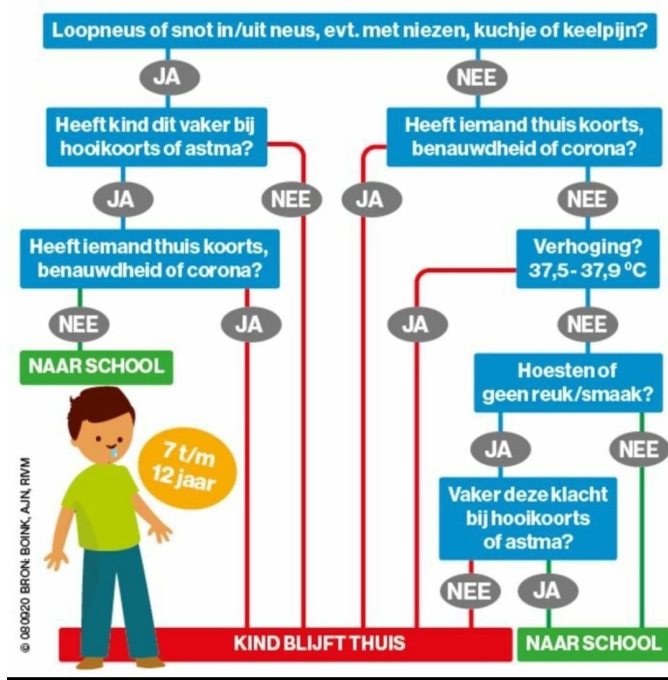 Loopneus of snot in/uit neus, evt. met niezen, kuchje of keelpijn?
JA
NEE
Heeft kind dit vaker bij
hooikoorts of astma?
Heeft iemand thuis koorts,
benauwdheid of corona?
JA
NEE
JA
NEE
Heeft iemand thuis koorts,
benauwdheid of corona?
Verhoging?
37,5- 37,9 ºC
NEE
JA
JA
NEE
NAAR SCHOOL
Hoesten of
geen reuk/smaak?
7 t/m
12 jaar
JA
NEE
Vaker deze klacht
bij hooikoorts
of astma?
NEE
JA
KIND BLIJFT THUIS
NAAR SCHOOL
© 080920 BRON: BOINK, AJN, RIVM